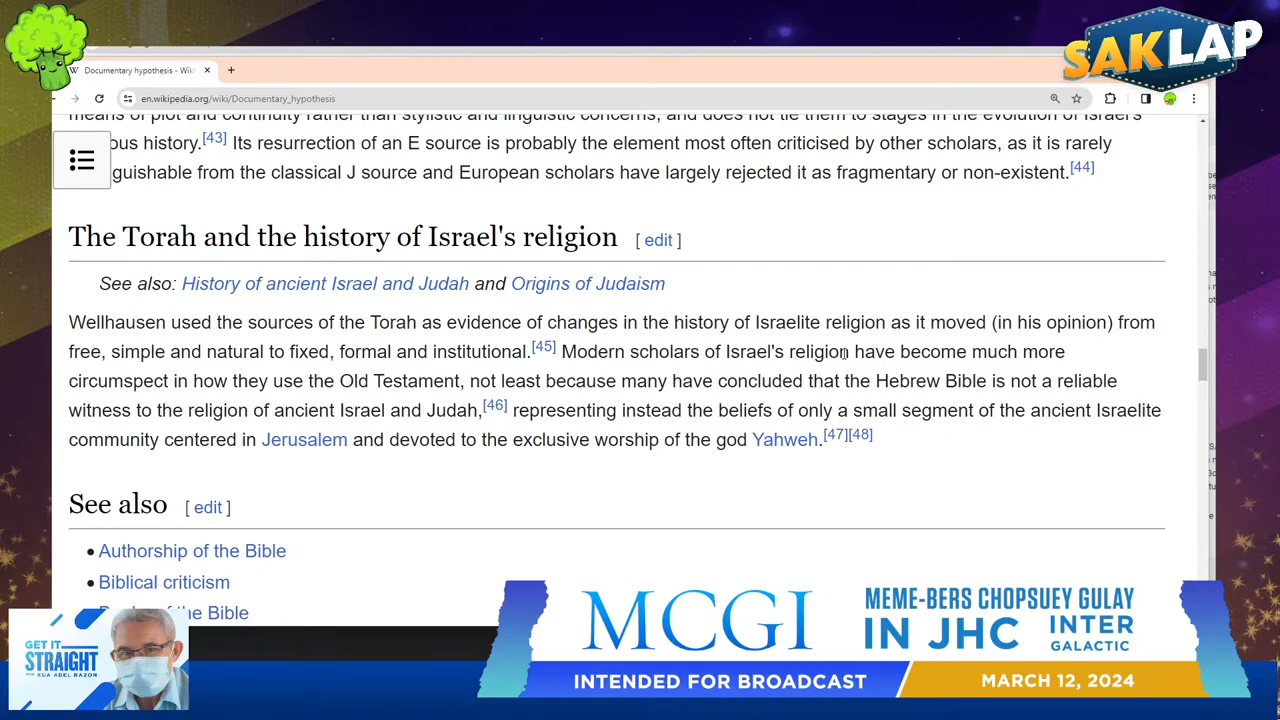 SAKLAP
Documentary hypothesis - Wiki
en.wikipedia.org/wiki/Documentary_hypothesis
means of plot and continuity rather than stylistic and linguistic concerns, and does not tie them to stages in the evolution of Israel's
ous history.[43] Its resurrection of an E source is probably the element most often criticised by other scholars, as it is rarely
guishable from the classical J source and European scholars have largely rejected it as fragmentary or non-existent.[44]
The Torah and the history of Israel's religion [ edit ]
See also: History of ancient Israel and Judah and Origins of Judaism
Wellhausen used the sources of the Torah as evidence of changes in the history of Israelite religion as it moved (in his opinion) from
free, simple and natural to fixed, formal and institutional.[45] Modern scholars of Israel's religion have become much more
circumspect in how they use the Old Testament, not least because many have concluded that the Hebrew Bible is not a reliable
witness to the religion of ancient Israel and Judah,[46] representing instead the beliefs of only a small segment of the ancient Israelite
community centered in Jerusalem and devoted to the exclusive worship of the god Yahweh.[47][48]
See also [ edit ]
• Authorship of the Bible
• Biblical criticism
of the Bible
GET IT
STRAIGHT
MCGI
MEME-BERS CHOPSUEY GULAY
IN JHC INTER
GALACTIC
INTENDED FOR BROADCAST
MARCH 12, 2024